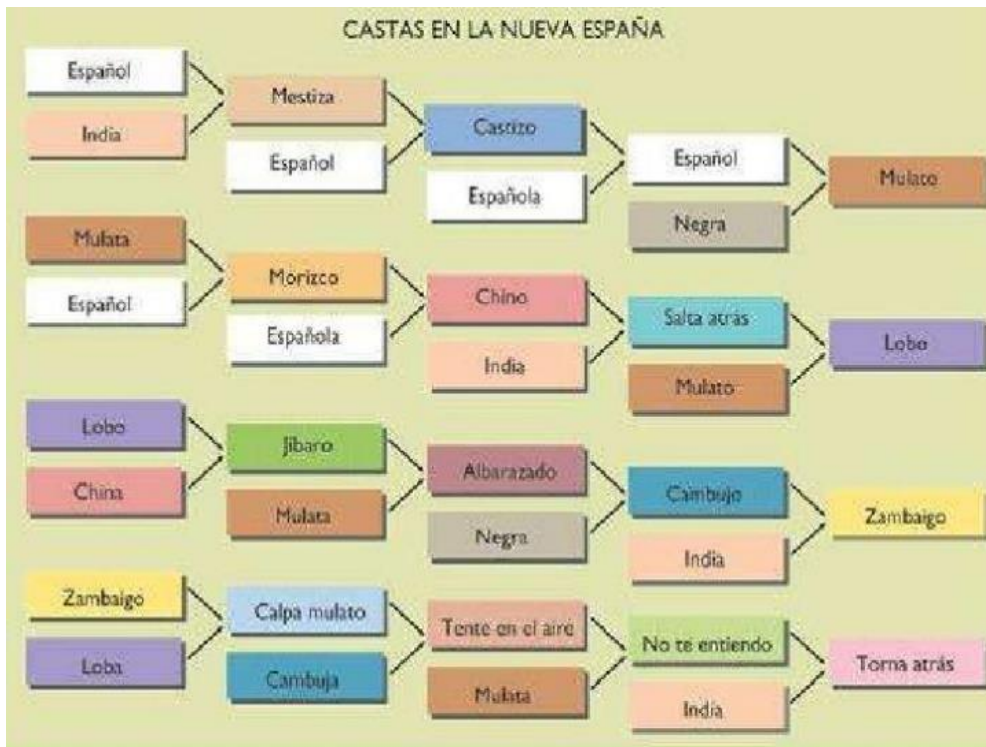 CASTAS EN LA NUEVA ESPAÑA
Español
India
Mestiza
Español
Castizo
Española
Español
Negra
Mulato
Mulata
Español
Morizco
Española
Chino
India
Salta atrás
Mulato
Lobo
Lobo
China
Jíbaro
Mulata
Albarazado
Negra
Cambujo
India
Zambaigo
Zambaigo
Loba
Calpa mulato
Cambuja
Tente en el aire
Mulata
No te entiendo
India
Torna atrás